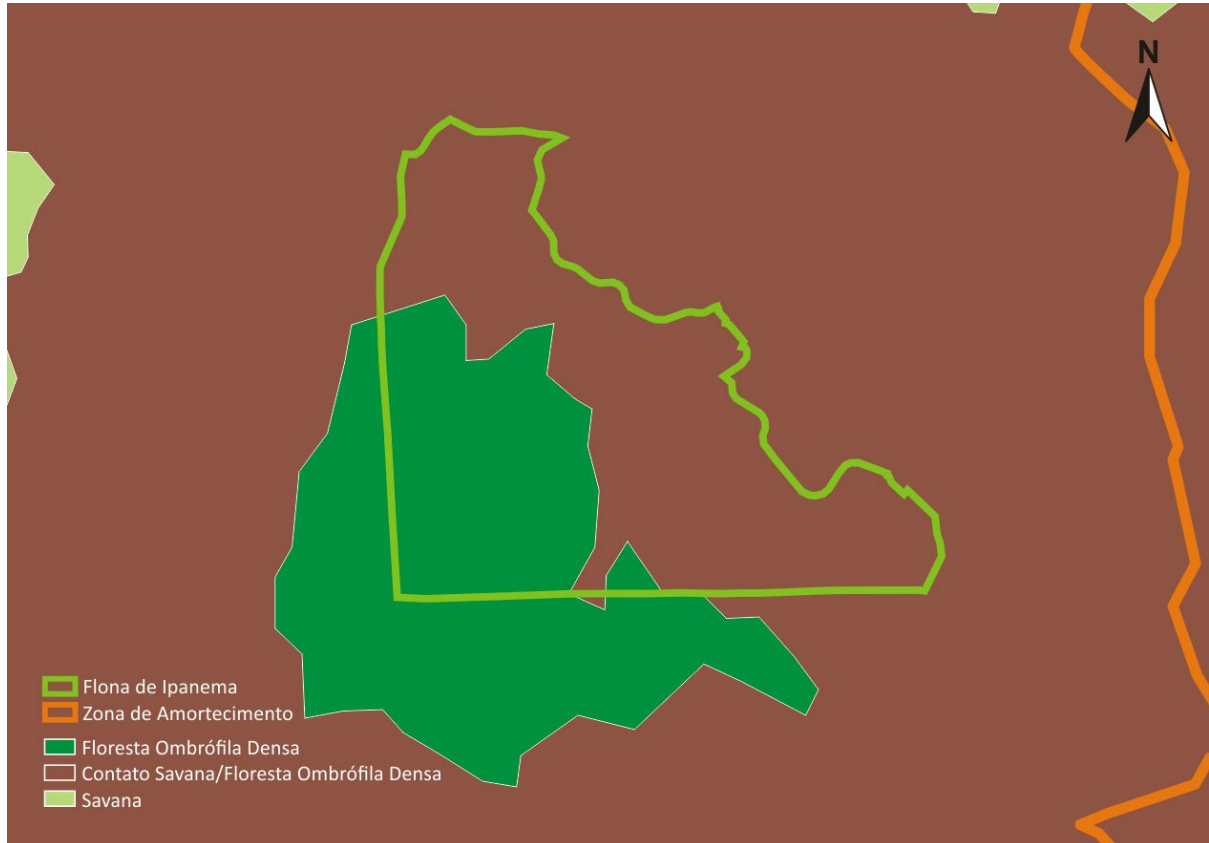 N
Flona de Ipanema
Zona de Amortecimento
Floresta Ombrófila Densa
Contato Savana/Floresta Ombrófila Densa
Savana